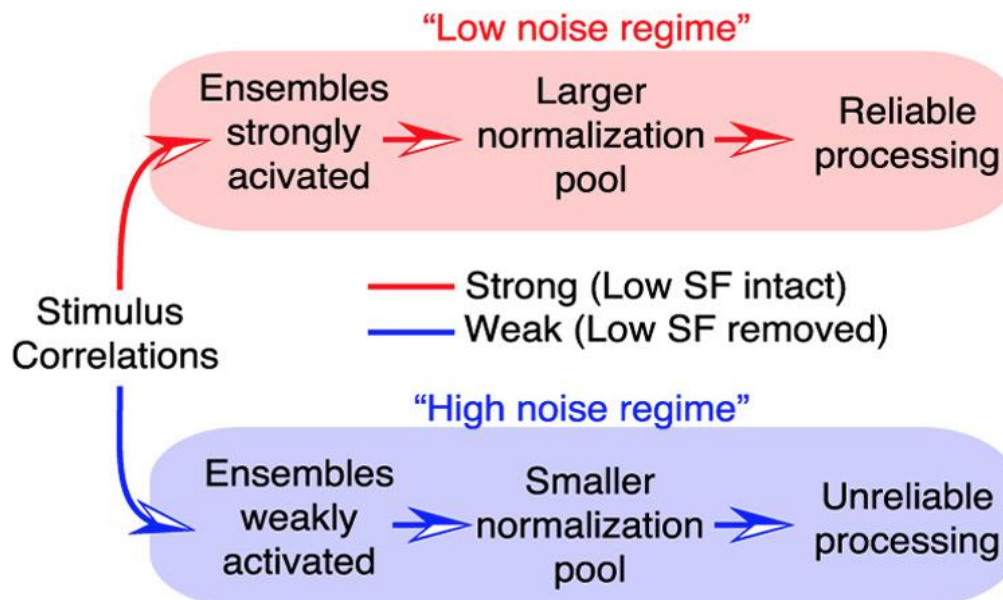 “Low noise regime”
Ensembles
strongly
acivated
Larger
normalization
pool
Reliable
processing
Stimulus
Correlations
Strong (Low SF intact)
Weak (Low SF removed)
“High noise regime”
Ensembles
weakly
activated
Smaller
normalization
pool
Unreliable
processing